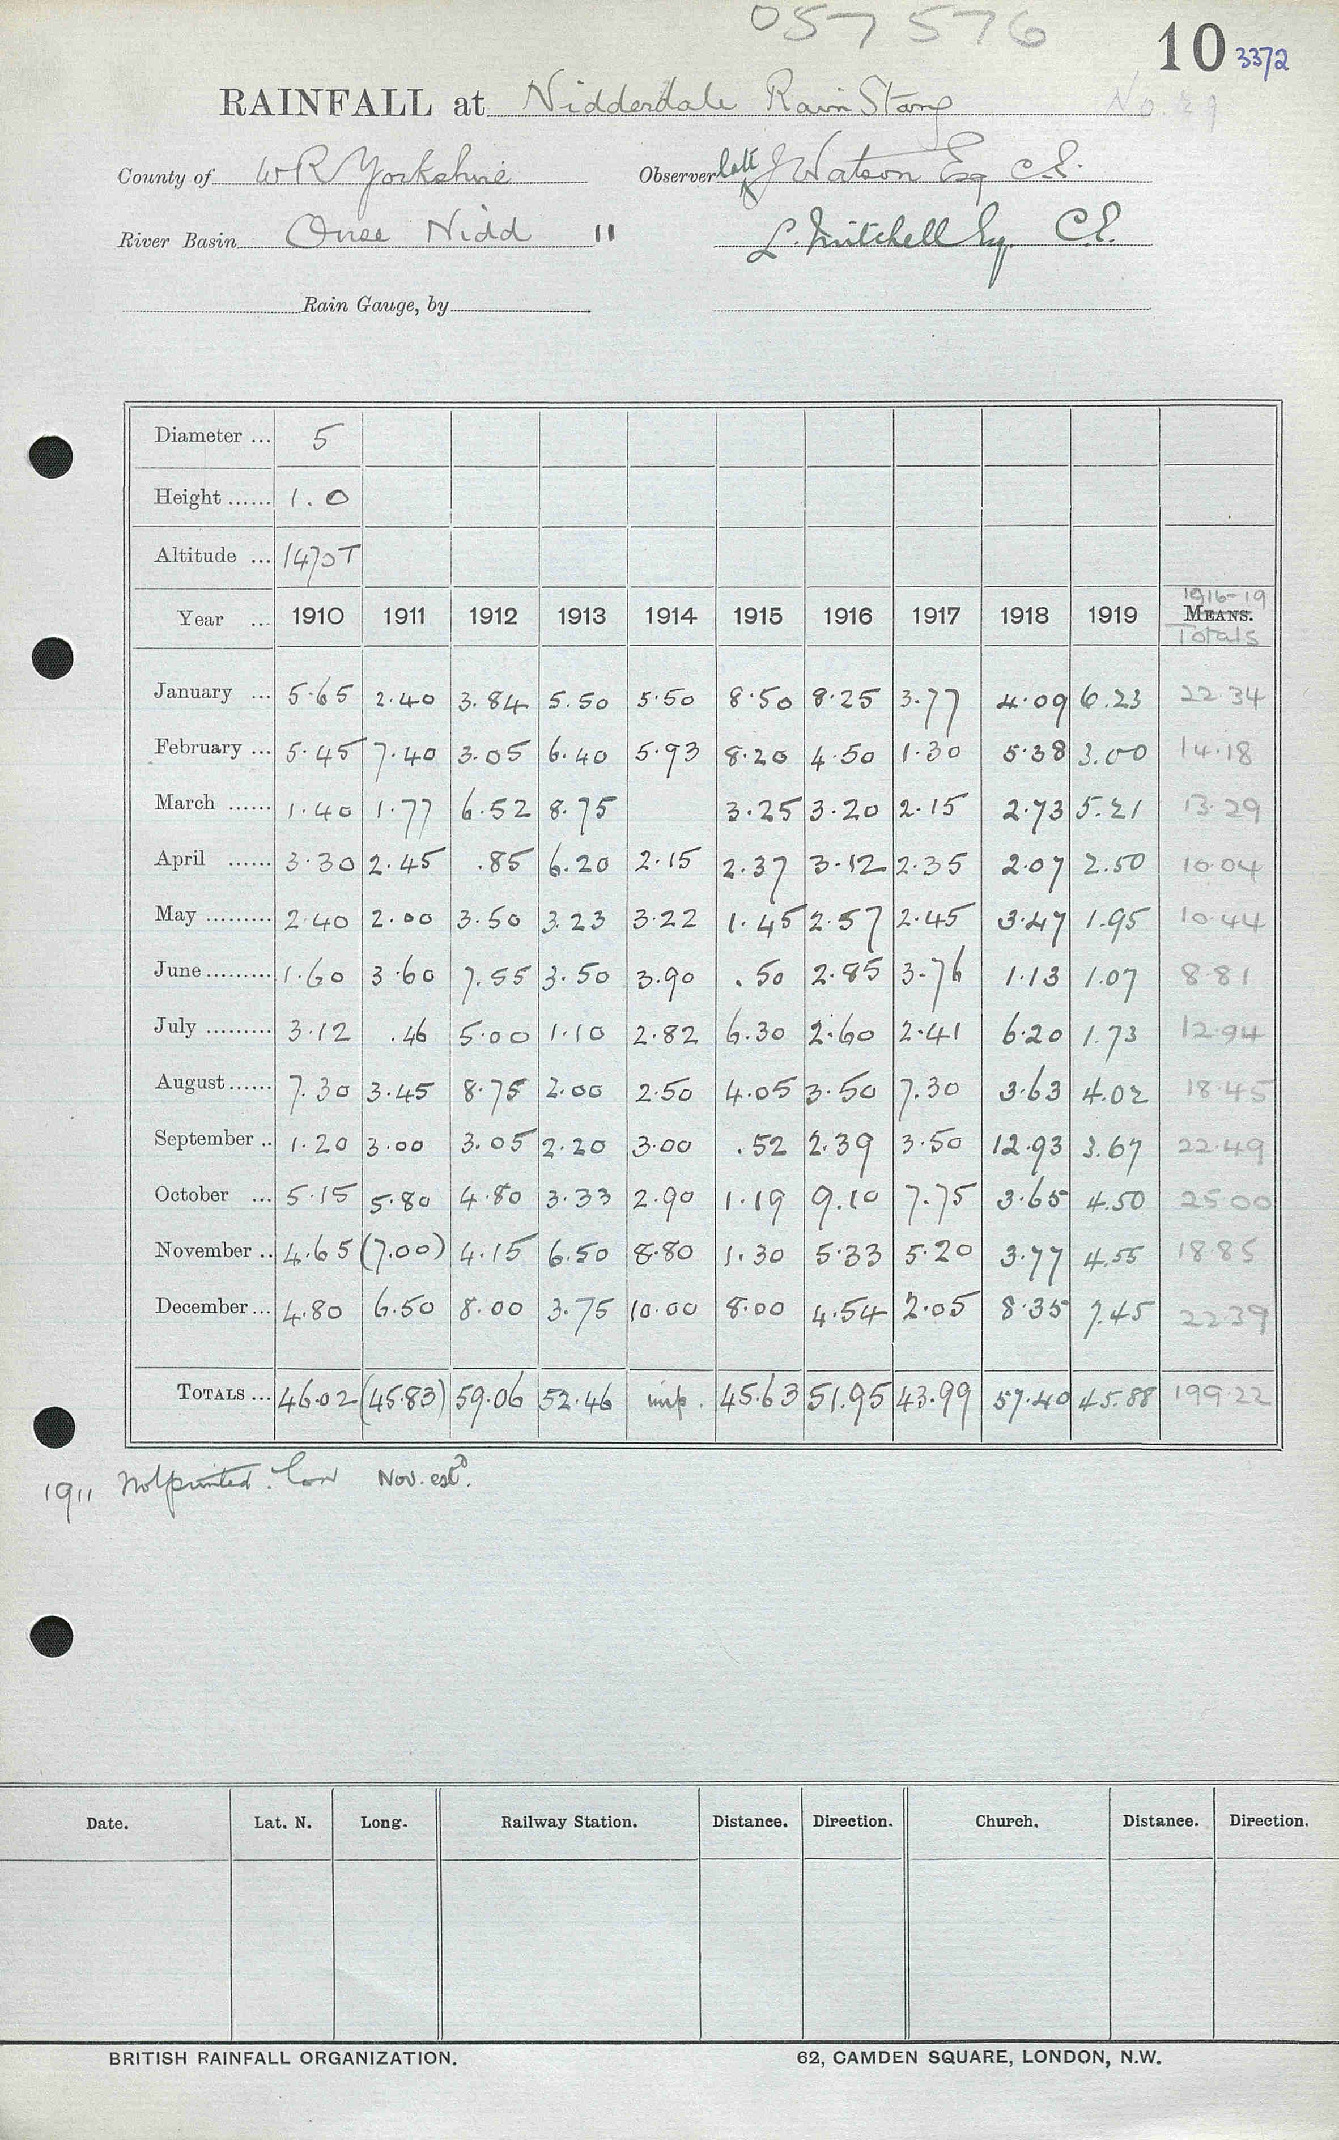 057576
10 3372
RAINFALL at Nidderdale Rain Stang No. 29
County of W R Yorkshire Observer late J Watson Esq C.E.
River Basin Ouse Nidd 11 L. Mitchell Esq. C.E.
Rain Gauge, by
Diameter ... 5
Height ...... 1.0
Altitude ... 1470T
1916-19
Year ... 1910 1911 1912 1913 1914 1915 1916 1917 1918 1919 MEANS.
Totals
January ... 5.65 2.40 3.84 5.50 5.50 8.50 8.25 3.77 4.09 6.23 22.34
February ... 5.45 7.40 3.05 6.40 5.93 8.20 4.50 1.30 5.38 3.00 14.18
March ...... 1.40 1.77 6.52 8.75 3.25 3.20 2.15 2.73 5.21 13.29
April ...... 3.30 2.45 .85 6.20 2.15 2.37 3.12 2.35 2.07 2.50 10.04
May ......... 2.40 2.00 3.50 3.23 3.22 1.45 2.57 2.45 3.47 1.95 10.44
June ......... 1.60 3.60 7.55 3.50 3.90 .50 2.85 3.76 1.13 1.07 8.81
July ......... 3.12 .46 5.00 1.10 2.82 6.30 2.60 2.41 6.20 1.73 12.94
August ...... 7.30 3.45 8.75 2.00 2.50 4.05 3.50 7.30 3.63 4.02 18.45
September .. 1.20 3.00 3.05 2.20 3.00 .52 2.39 3.50 12.93 3.67 22.49
October ... 5.15 5.80 4.80 3.33 2.90 1.19 9.10 7.75 3.65 4.50 25.00
November .. 4.65 (7.00) 4.15 6.50 8.80 1.30 5.33 5.20 3.77 4.55 18.85
December ... 4.80 6.50 8.00 3.75 10.00 8.00 4.54 2.05 8.35 7.45 22.39
TOTALS ... 46.02 (45.83) 59.06 52.46 imp. 45.63 51.95 43.99 57.40 45.88 199.22
1911 Not printed. Nov. estd.
Date. Lat. N. Long. Railway Station. Distance. Direction. Church. Distance. Direction.
BRITISH RAINFALL ORGANIZATION. 62, CAMDEN SQUARE, LONDON, N.W.